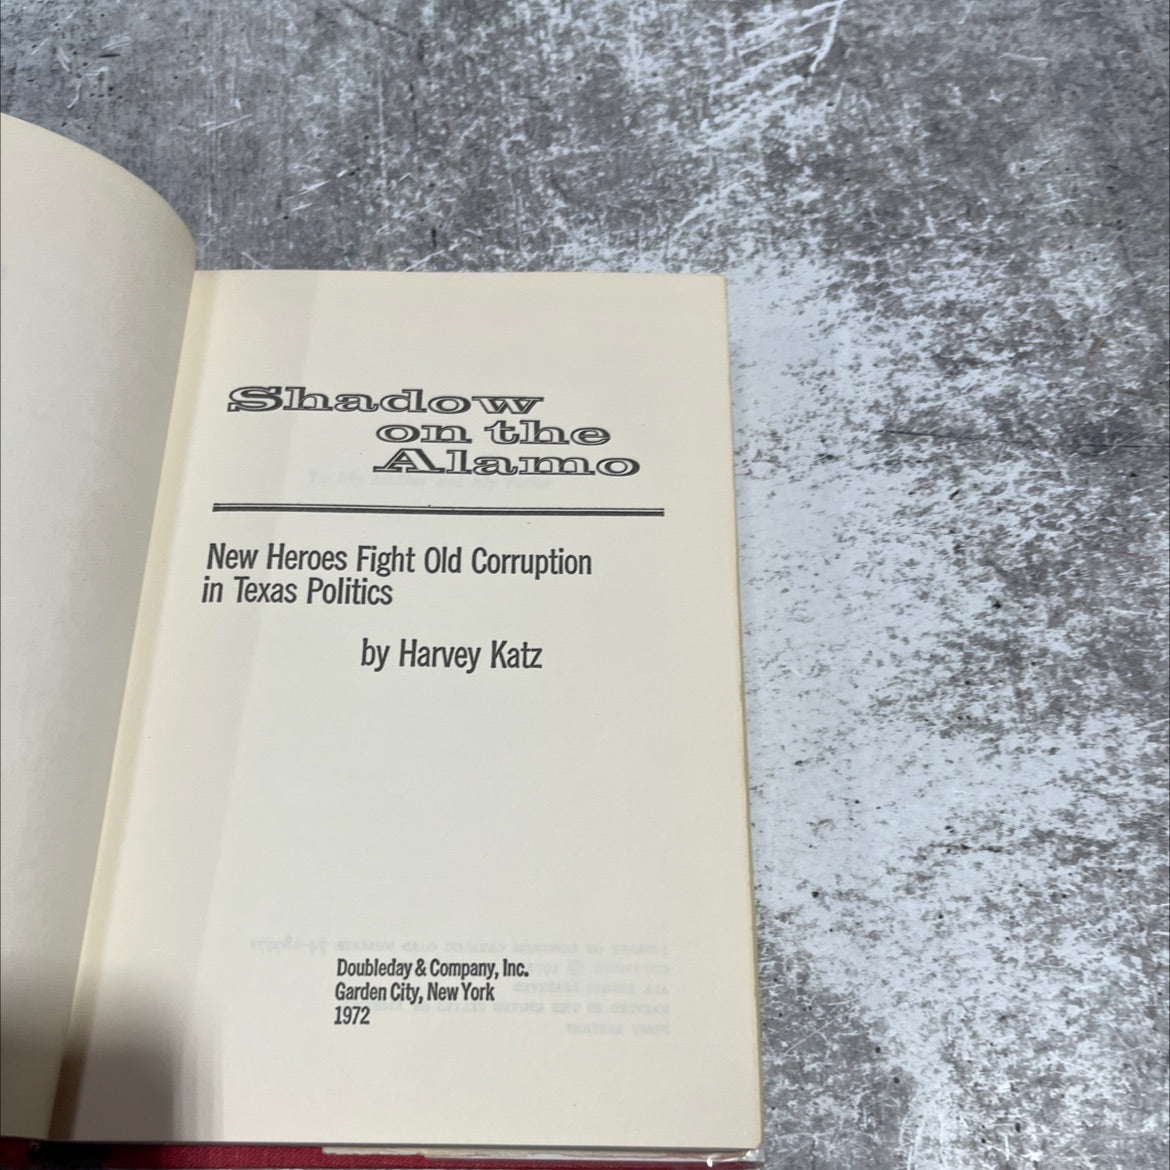 Shadow
on the
Alamo
New Heroes Fight Old Corruption
in Texas Politics
by Harvey Katz
Doubleday & Company, Inc.
Garden City, New York
1972